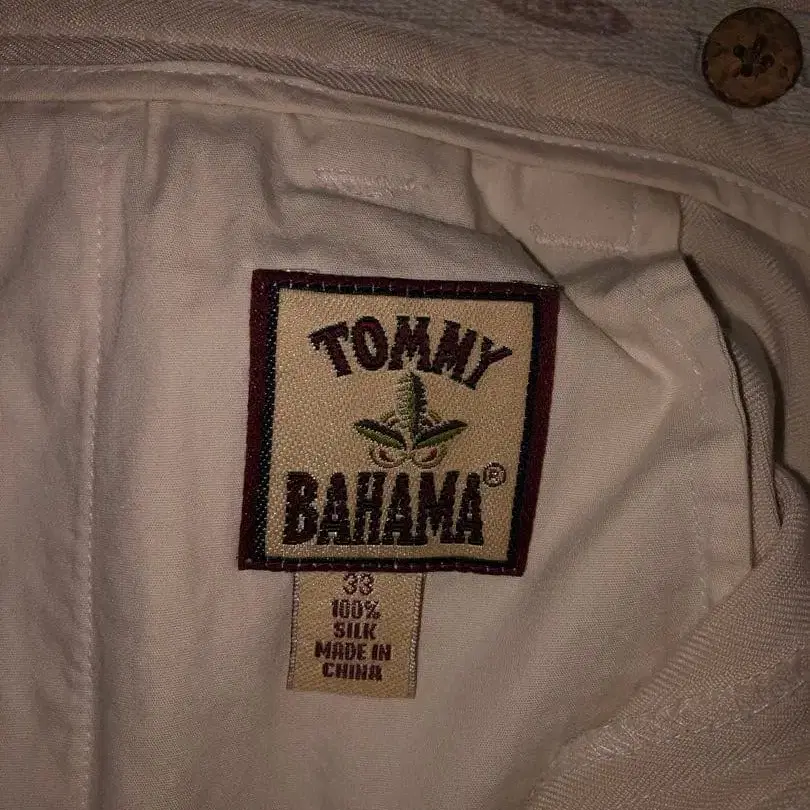 TOMMY
BAHAMA®
33
100%
SILK
MADE IN
CHINA